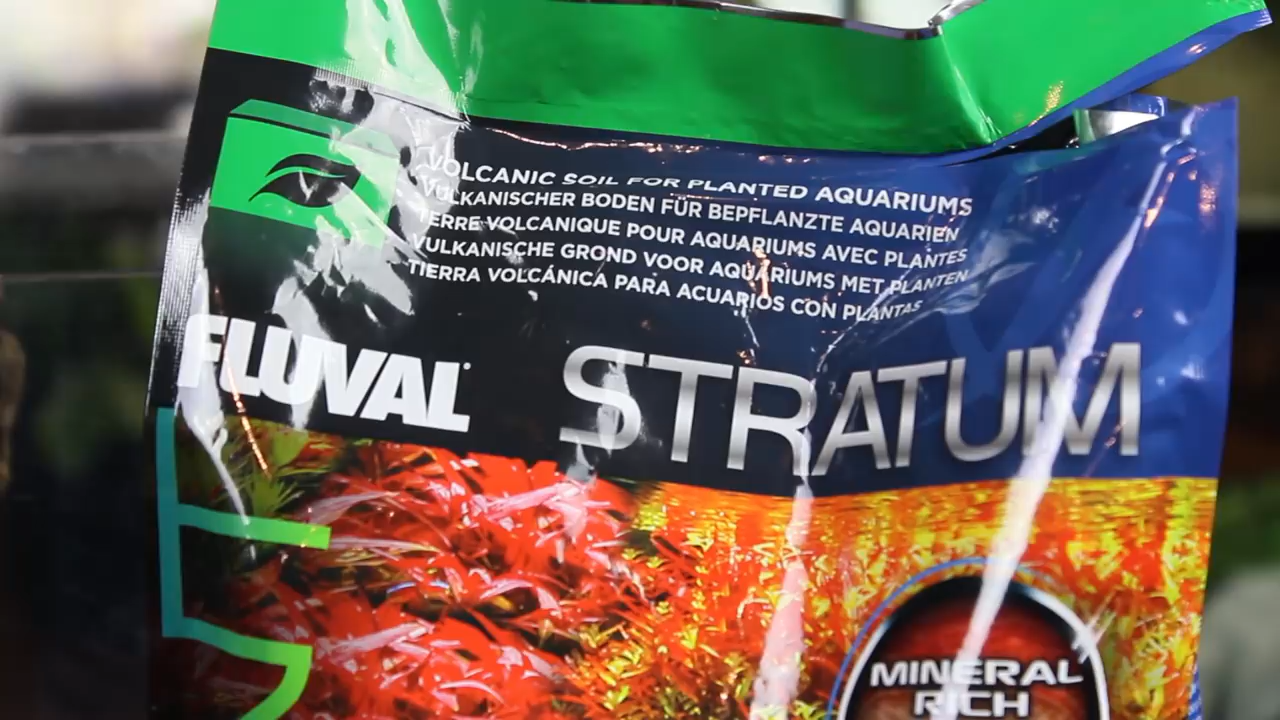 VOLCANIC SOIL FOR PLANTED AQUARIUMS
VULKANISCHER BODEN FÜR BEPFLANZTE AQUARIEN
TERRE VOLCANIQUE POUR AQUARIUMS AVEC PLANTES
VULKANISCHE GROND VOOR AQUARIUMS MET PLANTEN
TIERRA VOLCÁNICA PARA ACUARIOS CON PLANTAS
FLUVAL
STRATUM
MINERAL
RICH